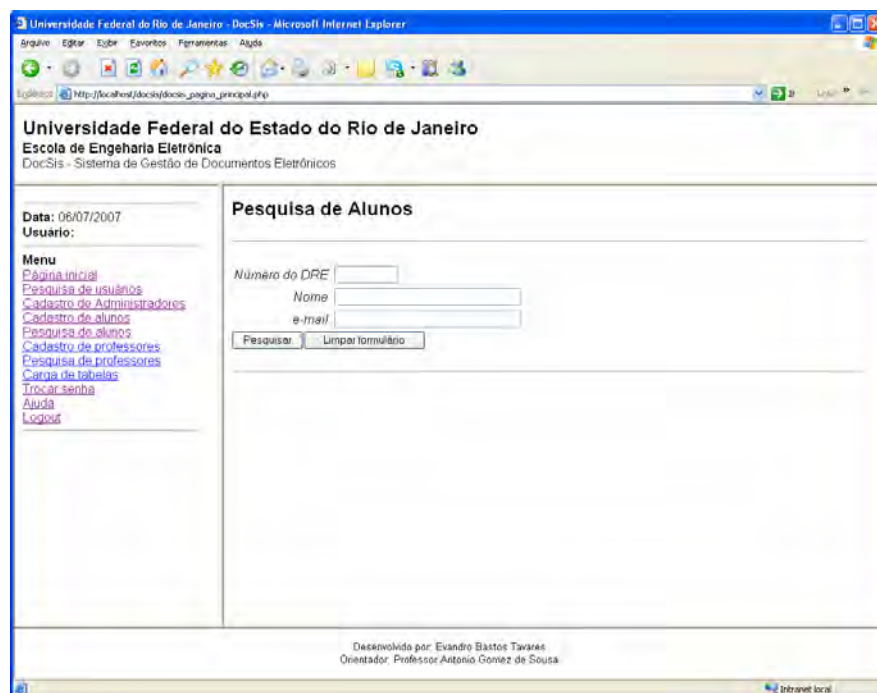 Universidade Federal do Rio de Janeiro - DocSis - Microsoft Internet Explorer
Arquivo Editar Exibir Favoritos Ferramentas Ajuda
Endereço http://localhost/docsis/docsis_pagina_principal.php
Universidade Federal do Estado do Rio de Janeiro
Escola de Engeharia Eletrônica
DocSis - Sistema de Gestão de Documentos Eletrônicos
Data: 06/07/2007
Usuário:
Menu
Página inicial
Pesquisa de usuários
Cadastro de Administradores
Cadastro de alunos
Pesquisa de alunos
Cadastro de professores
Pesquisa de professores
Carga de tabelas
Trocar senha
Ajuda
Logout
Pesquisa de Alunos
Número do DRE
Nome
e-mail
Pesquisar Limpar formulário
Desenvolvido por: Evandro Bastos Tavares
Orientador: Professor Antonio Gomez de Sousa
Intranet local